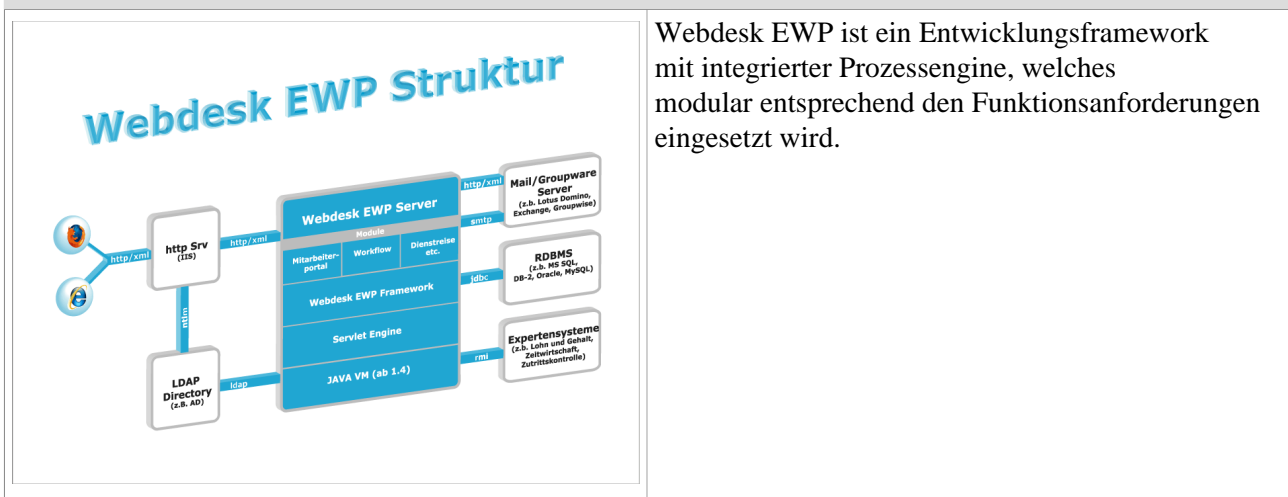 Webdesk EWP Struktur
http/xml
http Srv
(IIS)
http/xml
ntlm
LDAP
Directory
(z.B. AD)
ldap
Webdesk EWP Server
Module
Mitarbeiter-
portal
Workflow
Dienstreise
etc.
Webdesk EWP Framework
Servlet Engine
JAVA VM (ab 1.4)
http/xml
smtp
jdbc
rmi
Mail/Groupware
Server
(z.b. Lotus Domino,
Exchange, Groupwise)
RDBMS
(z.b. MS SQL,
DB-2, Oracle, MySQL)
Expertensysteme
(z.b. Lohn und Gehalt,
Zeitwirtschaft,
Zutrittskontrolle)
Webdesk EWP ist ein Entwicklungsframework
mit integrierter Prozessengine, welches
modular entsprechend den Funktionsanforderungen
eingesetzt wird.